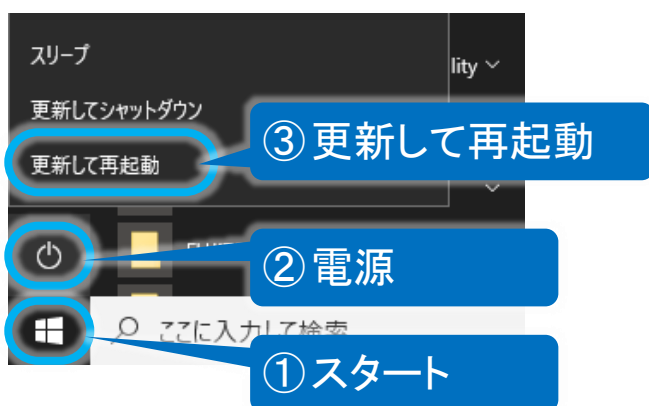 スリープ
lity
更新してシャットダウン
③更新して再起動
更新して再起動
②電源
ここに入力して検索
①スタート